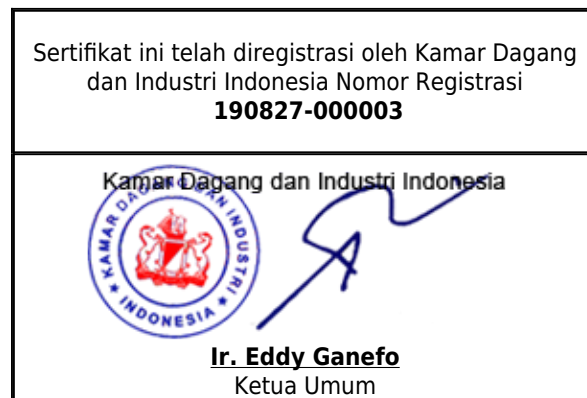 Sertifikat ini telah diregistrasi oleh Kamar Dagang
dan Industri Indonesia Nomor Registrasi
190827-000003
Kamar Dagang dan Industri Indonesia
KAMAR DAGANG DAN INDUSTRI
INDONESIA
Ir. Eddy Ganefo
Ketua Umum